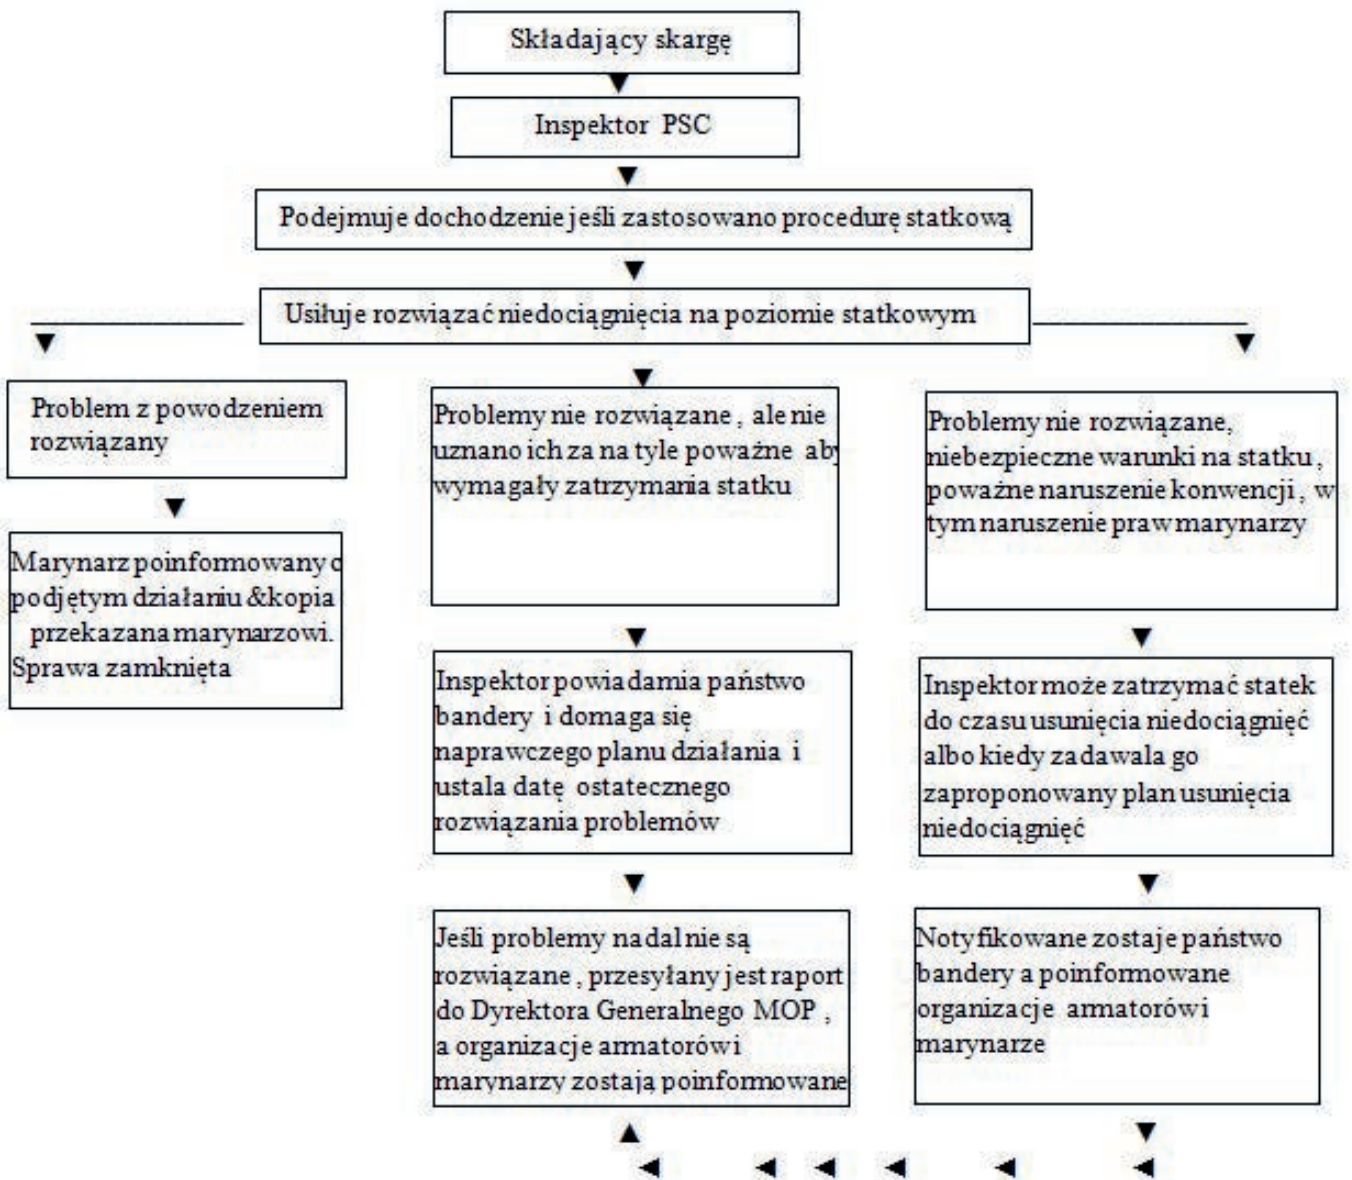 Składający skargę
Inspektor PSC
Podejmuje dochodzenie jeśli zastosowano procedurę statkową
Usiłuje rozwiązać niedociągnięcia na poziomie statkowym
Problem z powodzeniem
rozwiązany
Marynarz poinformowany o
podjętym działaniu &kopia
przekazana marynarzowi.
Sprawa zamknięta
Problemy nie rozwiązane , ale nie
uznano ich za na tyle poważne aby
wymagały zatrzymania statku
Inspektor powiadamia państwo
bandery i domaga się
naprawczego planu działania i
ustala datę ostatecznego
rozwiązania problemów
Jeśli problemy nadal nie są
rozwiązane , przesyłany jest raport
do Dyrektora Generalnego MOP ,
a organizacje armatorów i
marynarzy zostają poinformowane
Problemy nie rozwiązane,
niebezpieczne warunki na statku ,
poważne naruszenie konwencji , w
tym naruszenie praw marynarzy
Inspektor może zatrzymać statek
do czasu usunięcia niedociągnięć
albo kiedy zadawala go
zaproponowany plan usunięcia
niedociągnięć
Notyfikowane zostaje państwo
bandery a poinformowane
organizacje armatorów i
marynarze